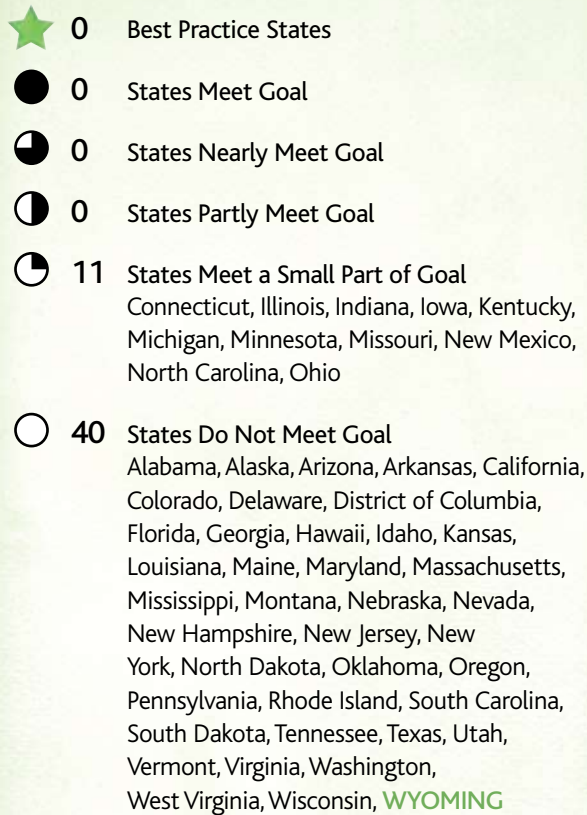 0 Best Practice States
0 States Meet Goal
0 States Nearly Meet Goal
0 States Partly Meet Goal
11 States Meet a Small Part of Goal
Connecticut, Illinois, Indiana, Iowa, Kentucky,
Michigan, Minnesota, Missouri, New Mexico,
North Carolina, Ohio
40 States Do Not Meet Goal
Alabama, Alaska, Arizona, Arkansas, California,
Colorado, Delaware, District of Columbia,
Florida, Georgia, Hawaii, Idaho, Kansas,
Louisiana, Maine, Maryland, Massachusetts,
Mississippi, Montana, Nebraska, Nevada,
New Hampshire, New Jersey, New
York, North Dakota, Oklahoma, Oregon,
Pennsylvania, Rhode Island, South Carolina,
South Dakota, Tennessee, Texas, Utah,
Vermont, Virginia, Washington,
West Virginia, Wisconsin, WYOMING